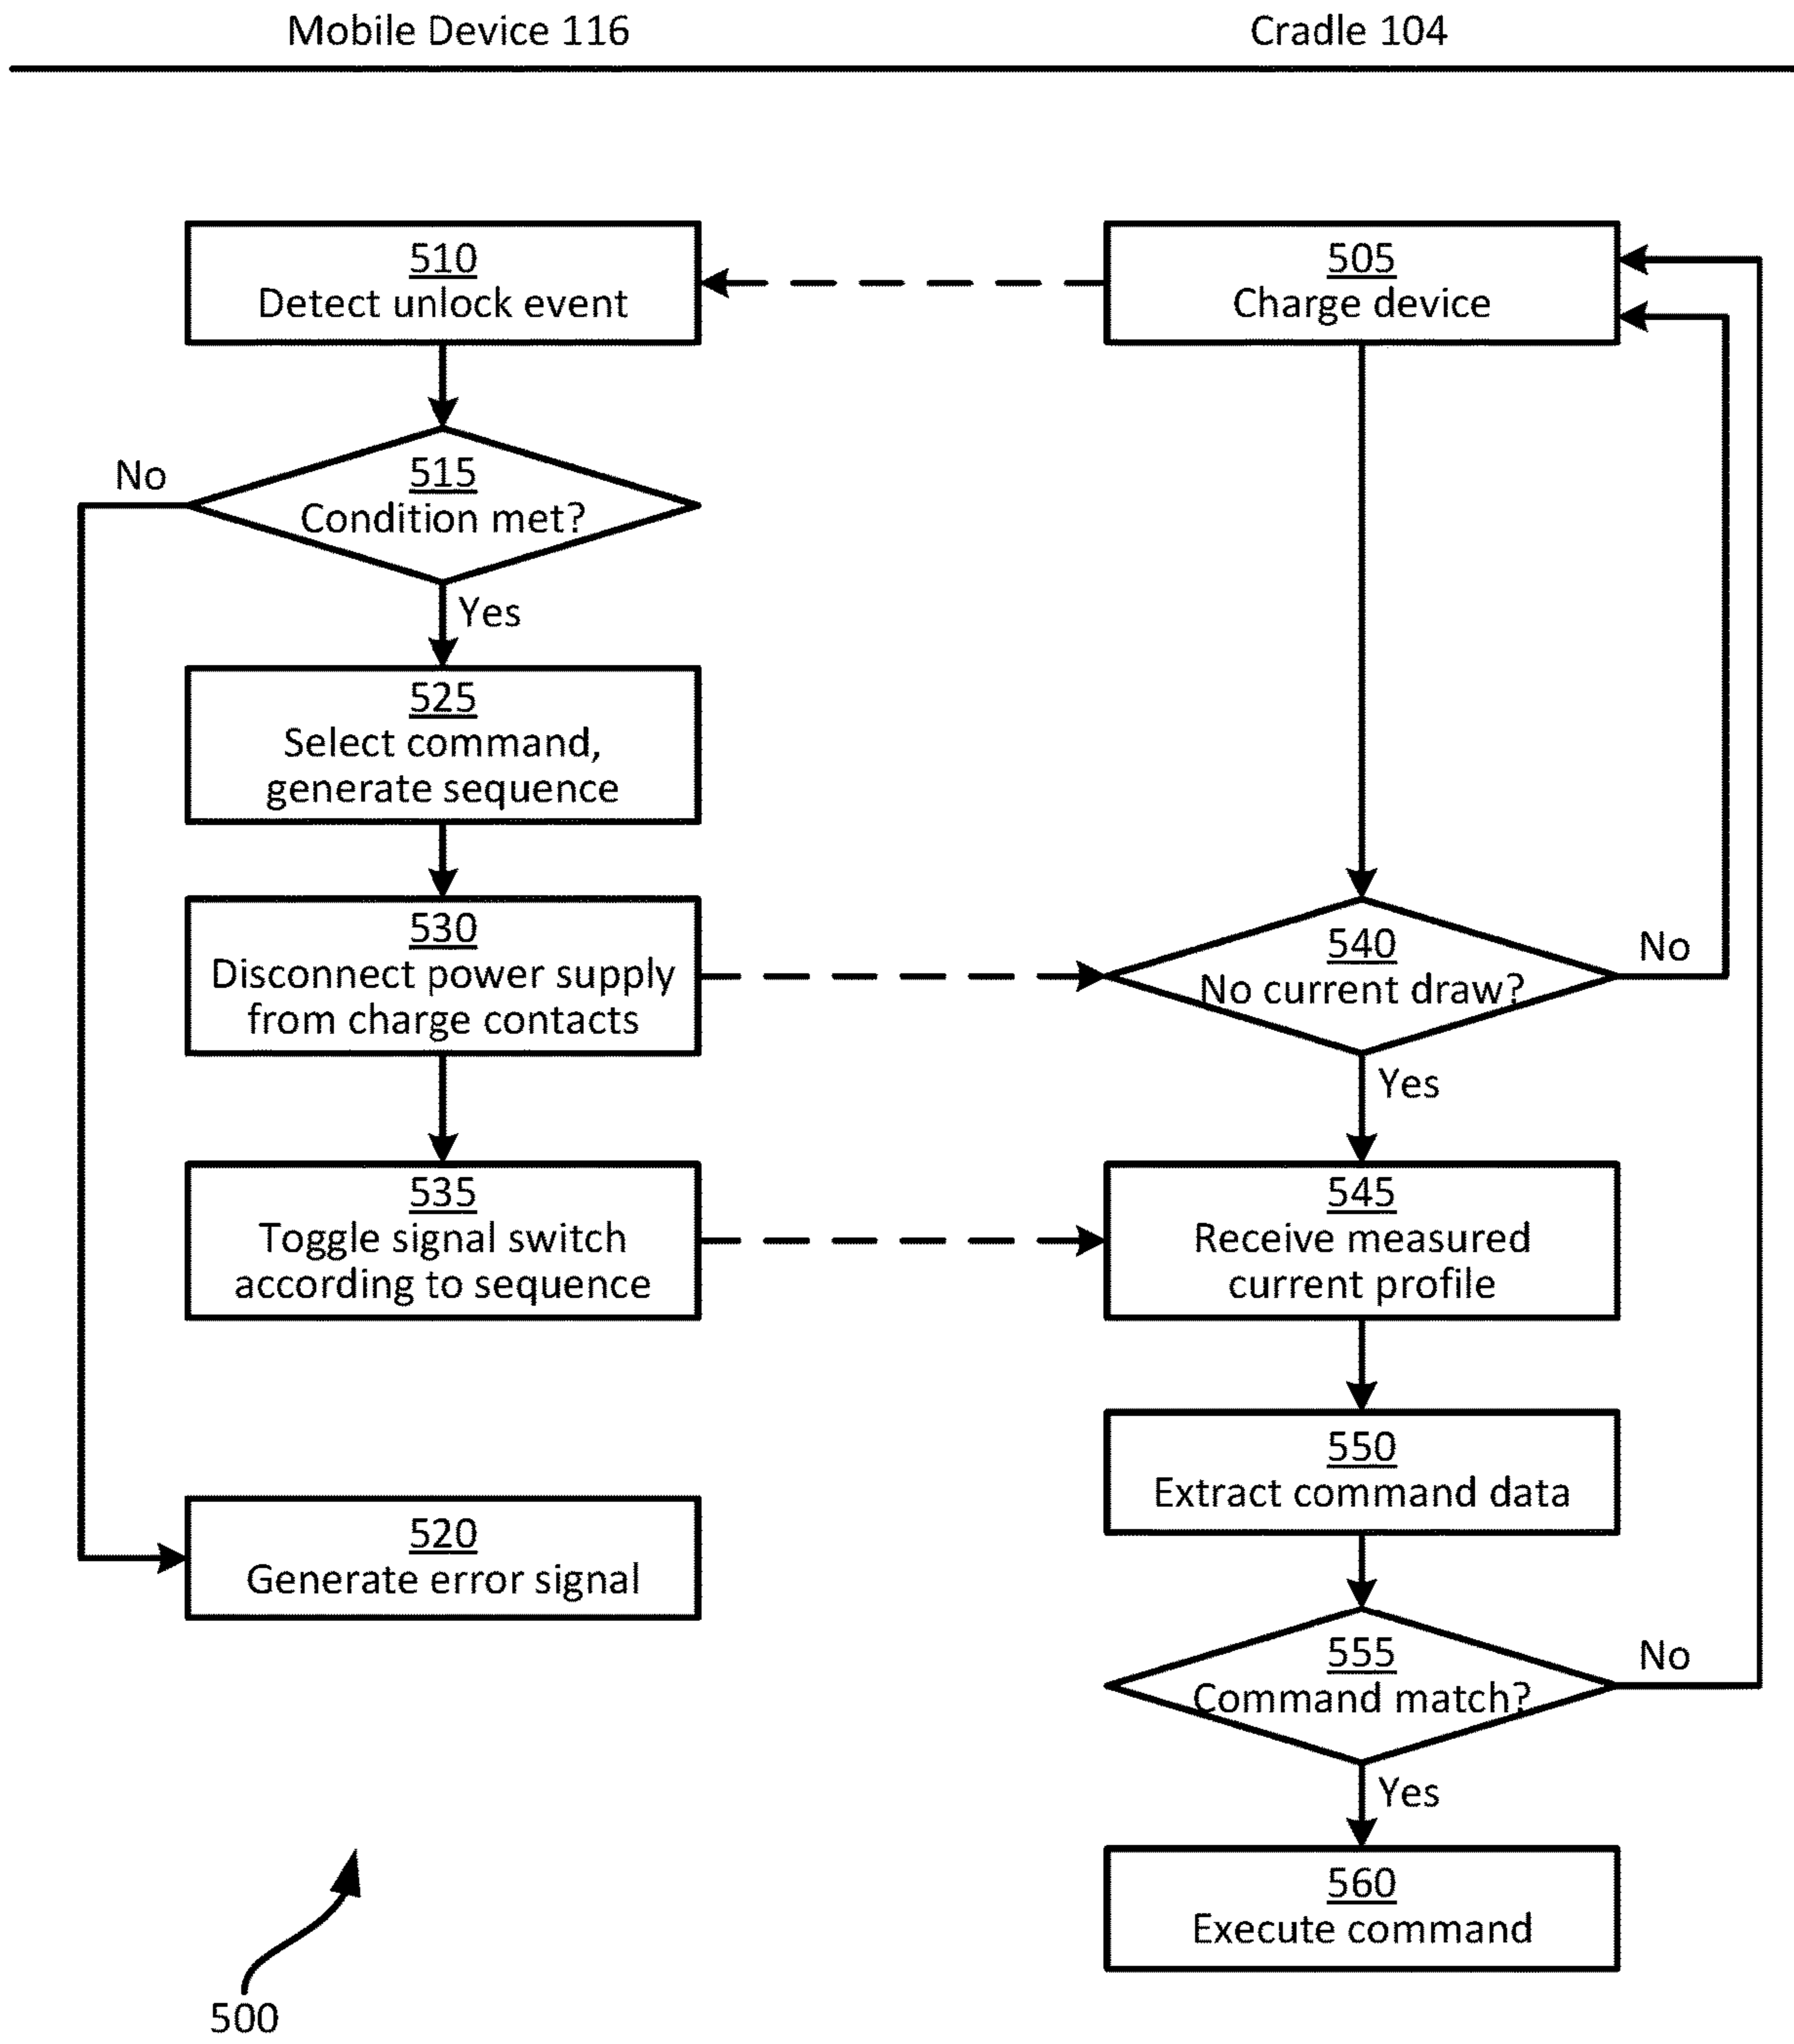 Mobile Device 116
Cradle 104
510
Detect unlock event
505
Charge device
No
515
Condition met?
Yes
525
Select command,
generate sequence
530
Disconnect power supply
from charge contacts
540
No current draw?
No
Yes
535
Toggle signal switch
according to sequence
545
Receive measured
current profile
550
Extract command data
520
Generate error signal
555
Command match?
No
Yes
560
Execute command
500